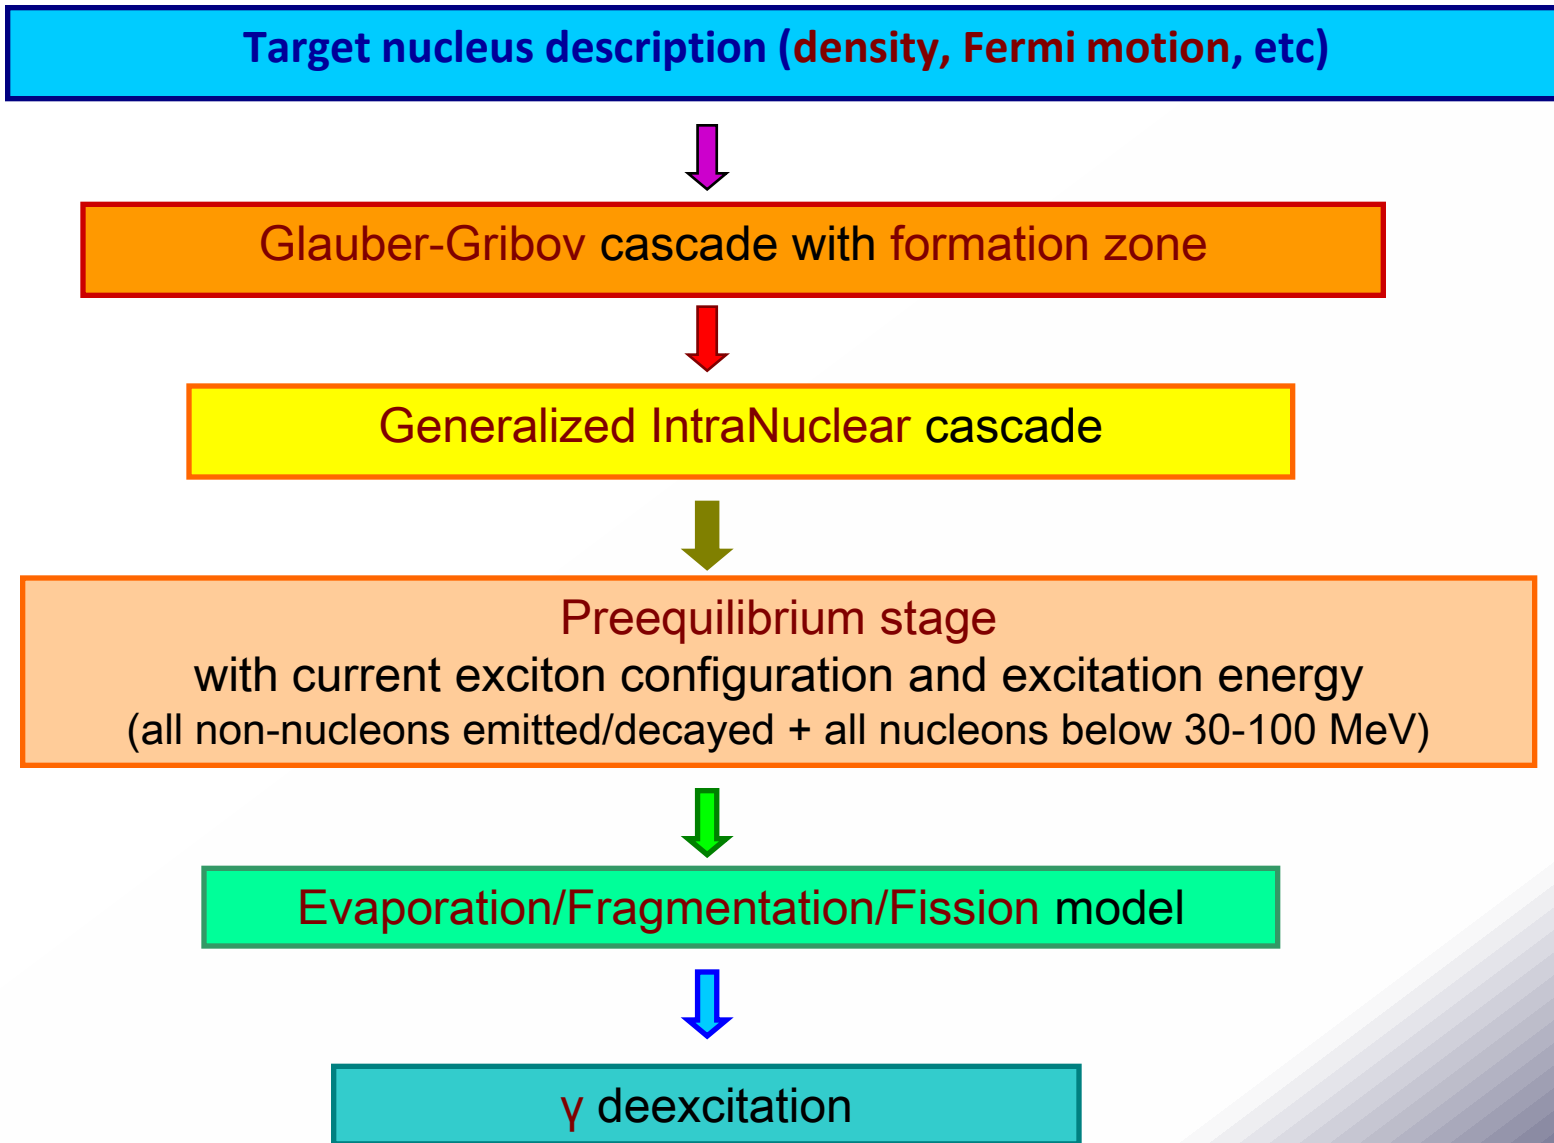 Target nucleus description (density, Fermi motion, etc)
Glauber-Gribov cascade with formation zone
Generalized IntraNuclear cascade
Preequilibrium stage
with current exciton configuration and excitation energy
(all non-nucleons emitted/decayed + all nucleons below 30-100 MeV)
Evaporation/Fragmentation/Fission model
γ deexcitation